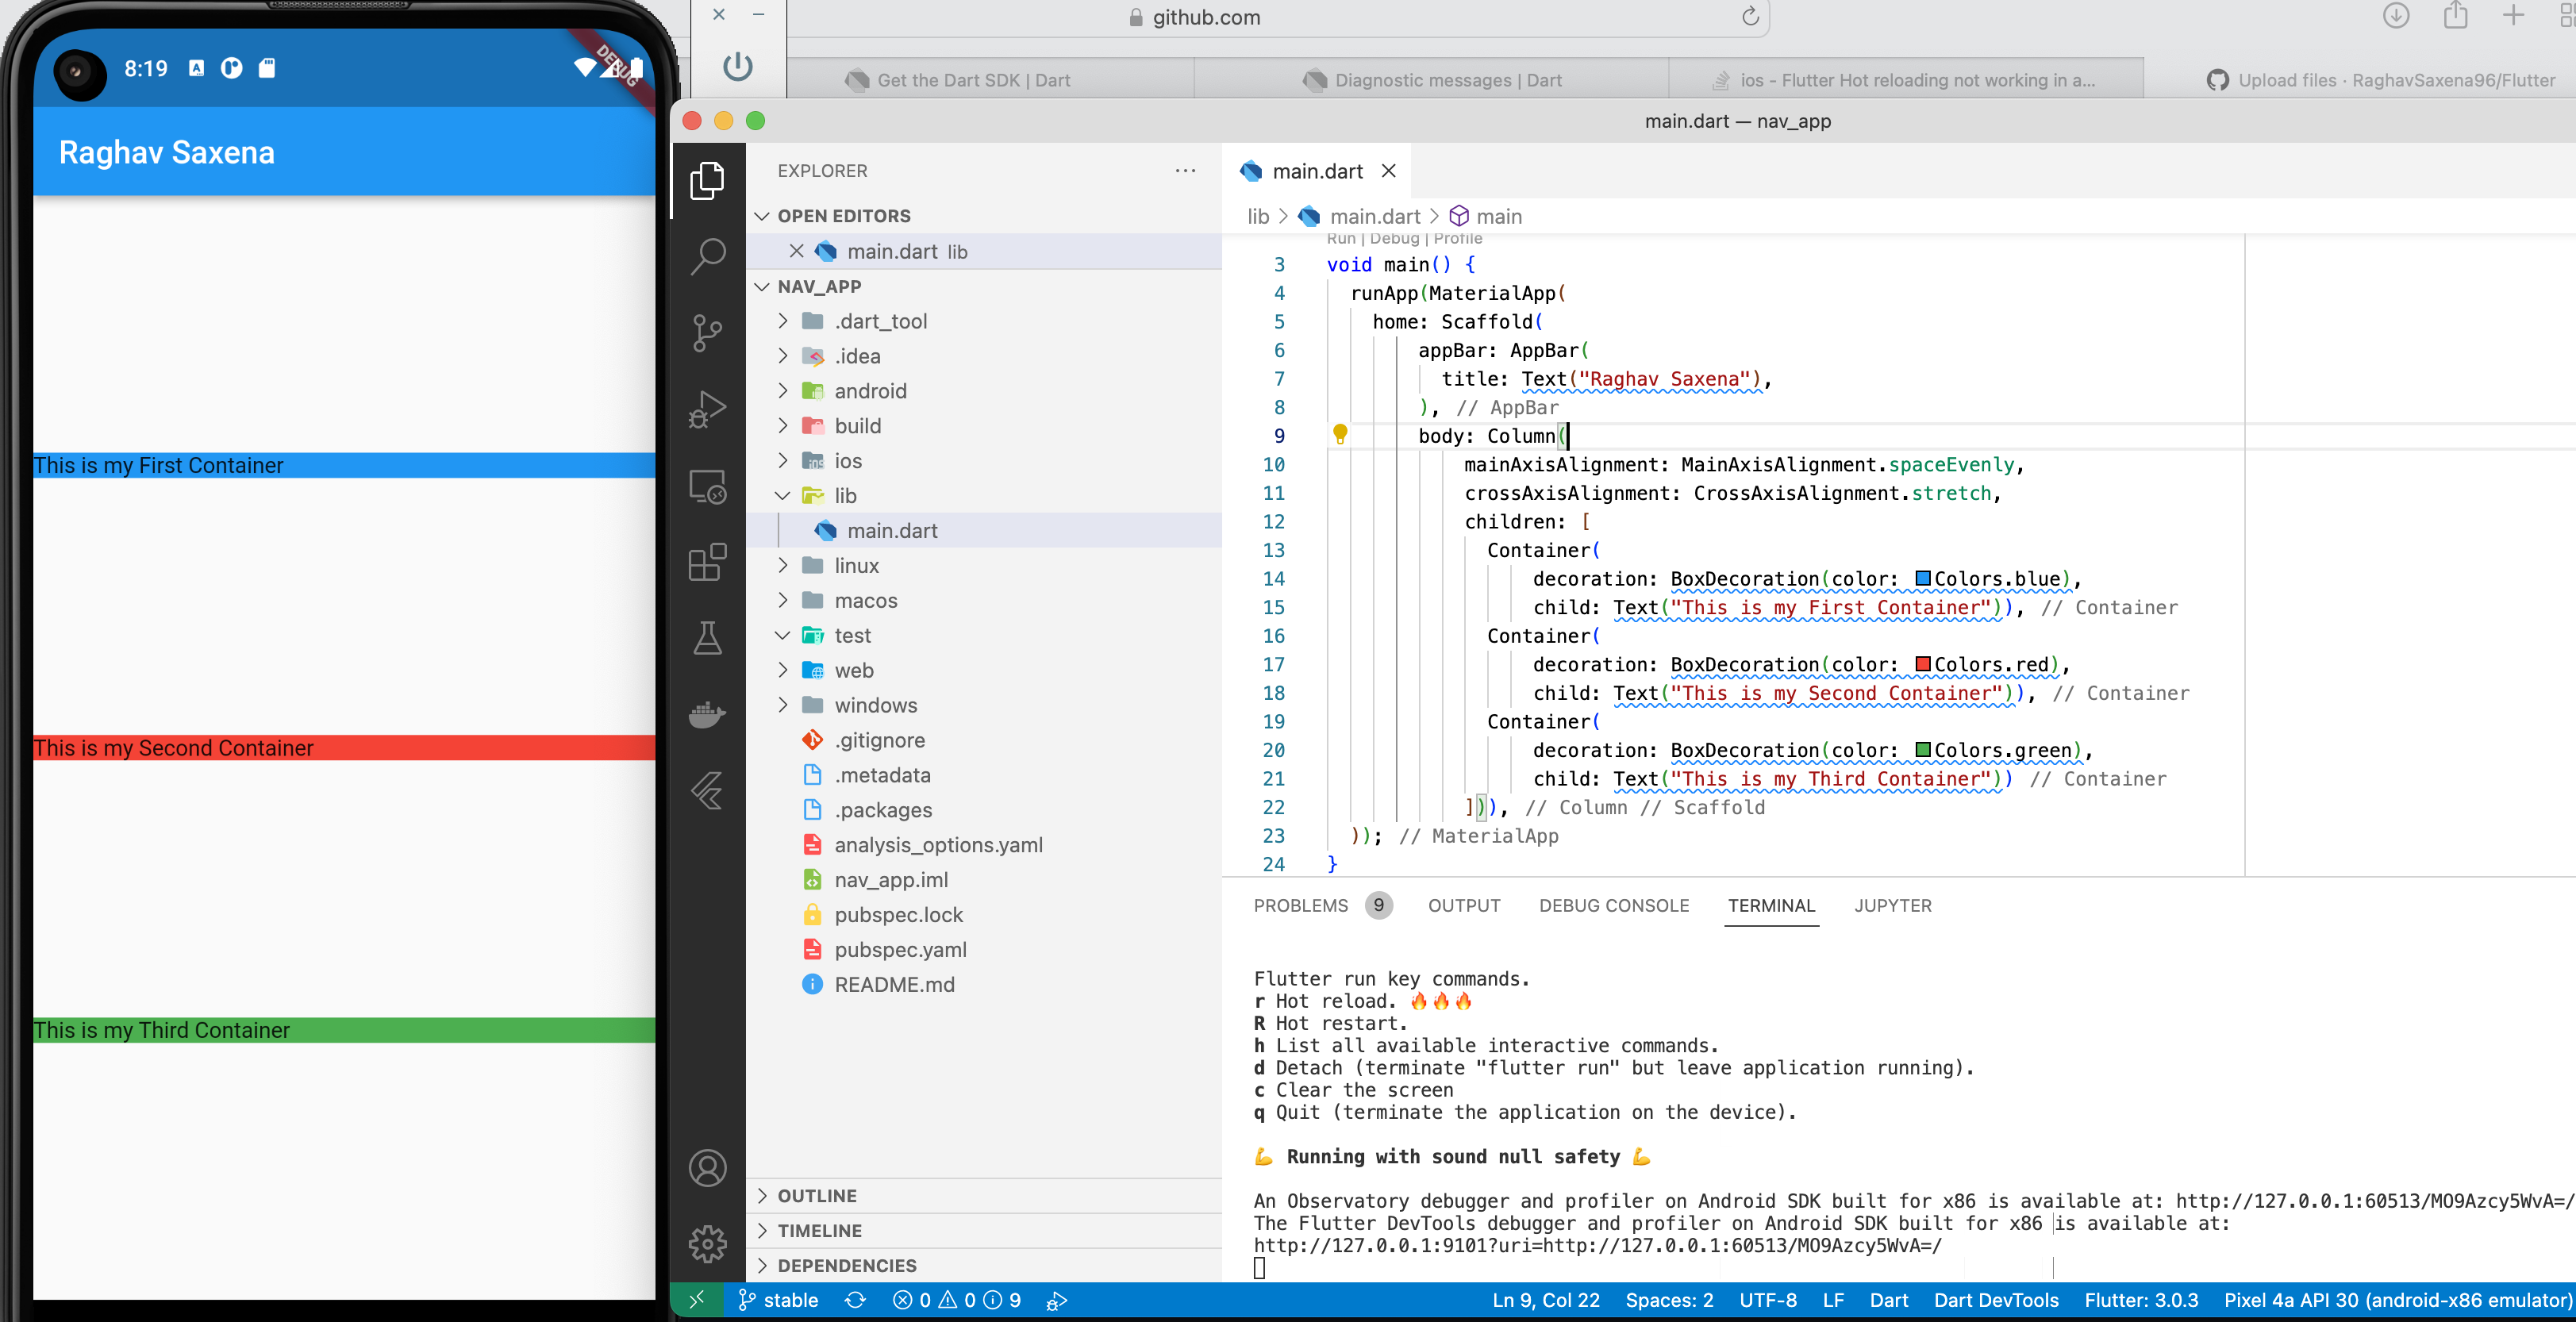 8:19
DEBUG
Raghav Saxena
This is my First Container
This is my Second Container
This is my Third Container
github.com
Get the Dart SDK | Dart
Diagnostic messages | Dart
ios - Flutter Hot reloading not working in a...
Upload files · RaghavSaxena96/Flutter
main.dart — nav_app
EXPLORER
OPEN EDITORS
main.dart lib
NAV_APP
.dart_tool
.idea
android
build
ios
lib
main.dart
linux
macos
test
web
windows
.gitignore
.metadata
.packages
analysis_options.yaml
nav_app.iml
pubspec.lock
pubspec.yaml
README.md
OUTLINE
TIMELINE
DEPENDENCIES
main.dart
lib > main.dart > main
Run | Debug | Profile
3 void main() {
4 runApp(MaterialApp(
5 home: Scaffold(
6 appBar: AppBar(
7 title: Text("Raghav Saxena"),
8 ), // AppBar
9 body: Column(
10 mainAxisAlignment: MainAxisAlignment.spaceEvenly,
11 crossAxisAlignment: CrossAxisAlignment.stretch,
12 children: [
13 Container(
14 decoration: BoxDecoration(color: Colors.blue),
15 child: Text("This is my First Container")), // Container
16 Container(
17 decoration: BoxDecoration(color: Colors.red),
18 child: Text("This is my Second Container")), // Container
19 Container(
20 decoration: BoxDecoration(color: Colors.green),
21 child: Text("This is my Third Container")) // Container
22 ])), // Column // Scaffold
23 )); // MaterialApp
24 }
PROBLEMS 9 OUTPUT DEBUG CONSOLE TERMINAL JUPYTER
Flutter run key commands.
r Hot reload. 🔥🔥🔥
R Hot restart.
h List all available interactive commands.
d Detach (terminate "flutter run" but leave application running).
c Clear the screen
q Quit (terminate the application on the device).
💪 Running with sound null safety 💪
An Observatory debugger and profiler on Android SDK built for x86 is available at: http://127.0.0.1:60513/MO9Azcy5WvA=/
The Flutter DevTools debugger and profiler on Android SDK built for x86 is available at:
http://127.0.0.1:9101?uri=http://127.0.0.1:60513/MO9Azcy5WvA=/
stable 0 0 9 Ln 9, Col 22 Spaces: 2 UTF-8 LF Dart Dart DevTools Flutter: 3.0.3 Pixel 4a API 30 (android-x86 emulator)